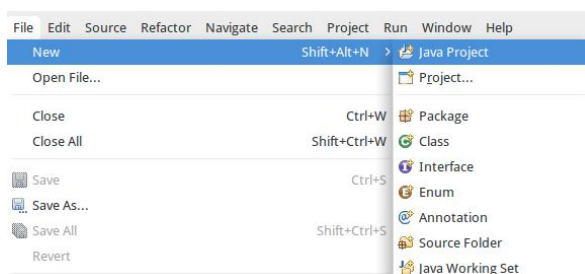 File Edit Source Refactor Navigate Search Project Run Window Help
New Shift+Alt+N > Java Project
Open File...
Project...
Close Ctrl+W
Package
Close All Shift+Ctrl+W
Class
Interface
Save Ctrl+S
Enum
Save As...
Annotation
Save All Shift+Ctrl+S
Source Folder
Revert
Java Working Set